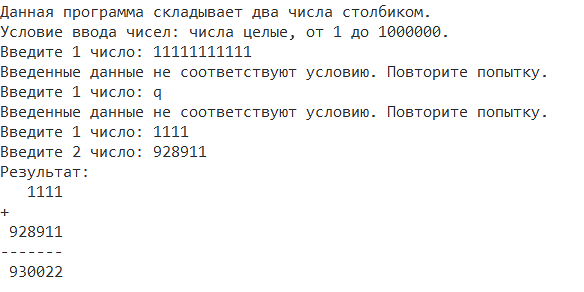 Данная программа складывает два числа столбиком.
Условие ввода чисел: числа целые, от 1 до 1000000.
Введите 1 число: 11111111111
Введенные данные не соответствуют условию. Повторите попытку.
Введите 1 число: q
Введенные данные не соответствуют условию. Повторите попытку.
Введите 1 число: 1111
Введите 2 число: 928911
Результат:
   1111
+
 928911
-------
 930022